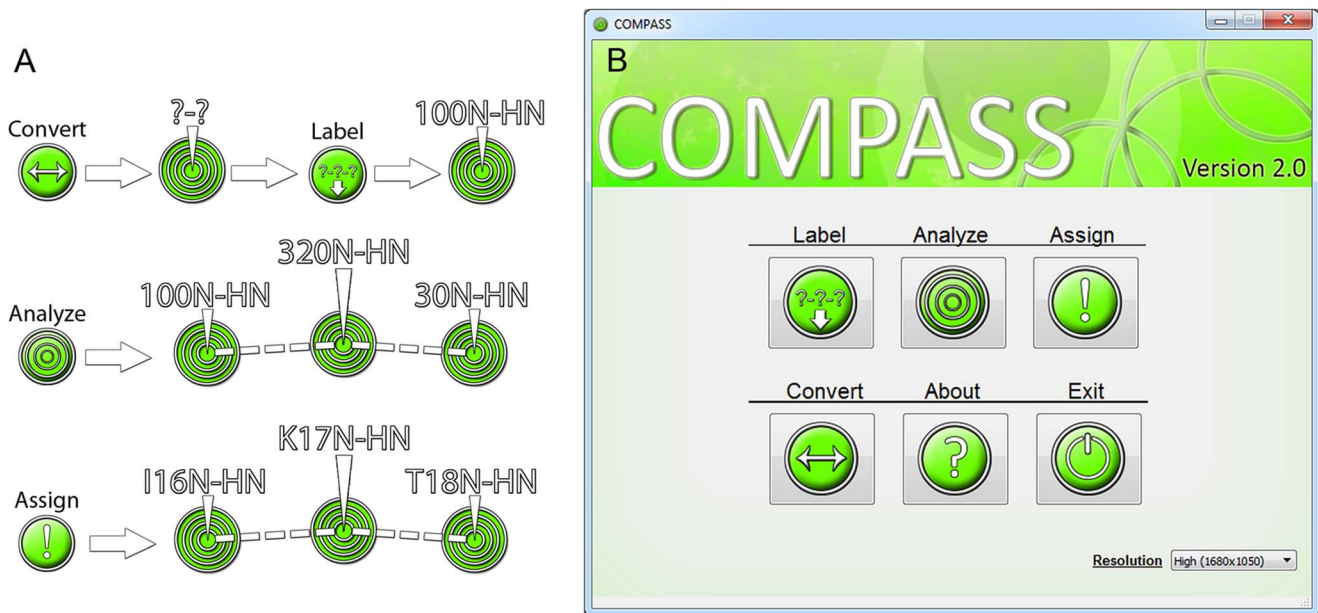 A
Convert
?-?
Label
?-?-?
100N-HN
Analyze
100N-HN
320N-HN
30N-HN
Assign
!
I16N-HN
K17N-HN
T18N-HN
COMPASS
B
COMPASS
Version 2.0
Label Analyze Assign
?-?-? !
Convert About Exit
?
Resolution High (1680x1050)